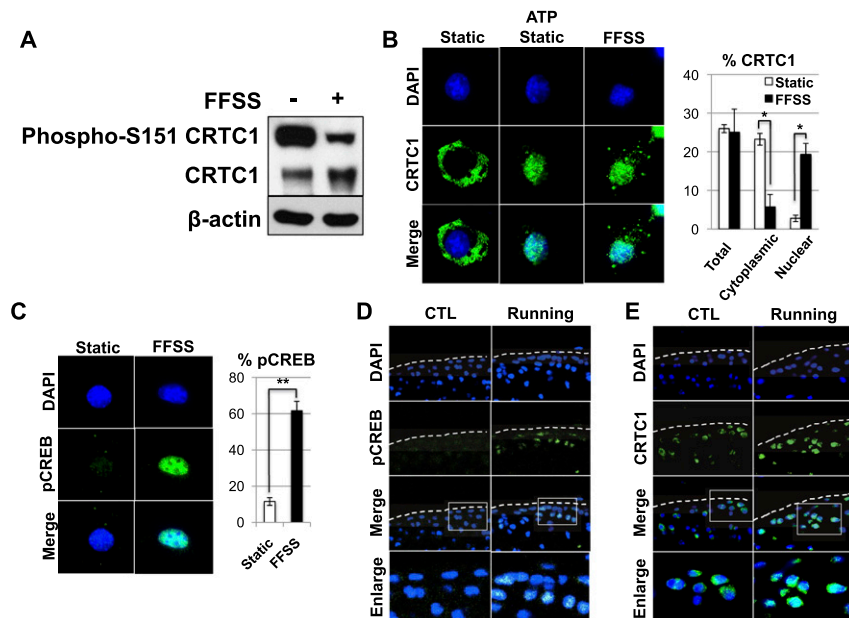 A
FFSS
- +
Phospho-S151 CRTC1
CRTC1
β-actin
B
Static
ATP
Static
FFSS
DAPI
CRTC1
Merge
% CRTC1
Static
FFSS
40
30
20
10
0
*
*
Total
Cytoplasmic
Nuclear
C
Static
FFSS
DAPI
pCREB
Merge
% pCREB
80
60
40
20
0
**
Static
FFSS
D
CTL
Running
DAPI
pCREB
Merge
Enlarge
E
CTL
Running
DAPI
CRTC1
Merge
Enlarge